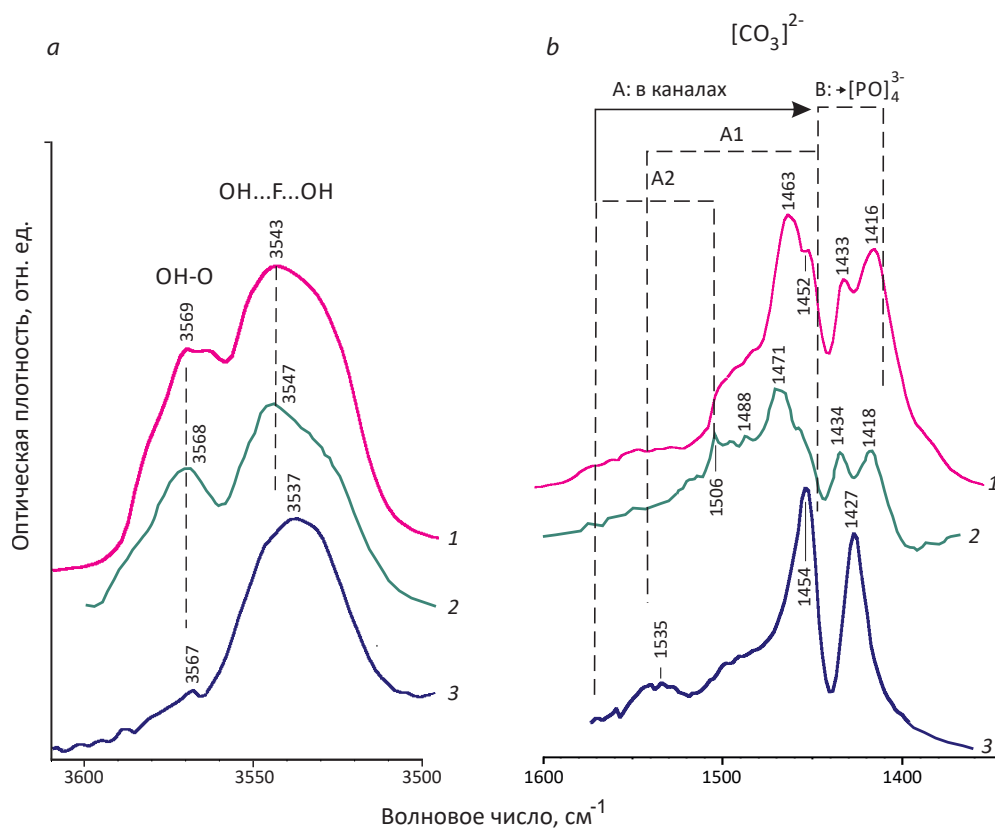 a
b
[CO₃]²⁻
A: в каналах
B: → [PO]₄³⁻
A1
A2
OH...F...OH
3543
OH-O
3569
3547
3568
3537
3567
1
2
3
1463
1452
1433
1416
1471
1488
1506
1434
1418
1454
1427
1535
1
2
3
Оптическая плотность, отн. ед.
3600 3550 3500
1600 1500 1400
Волновое число, см⁻¹